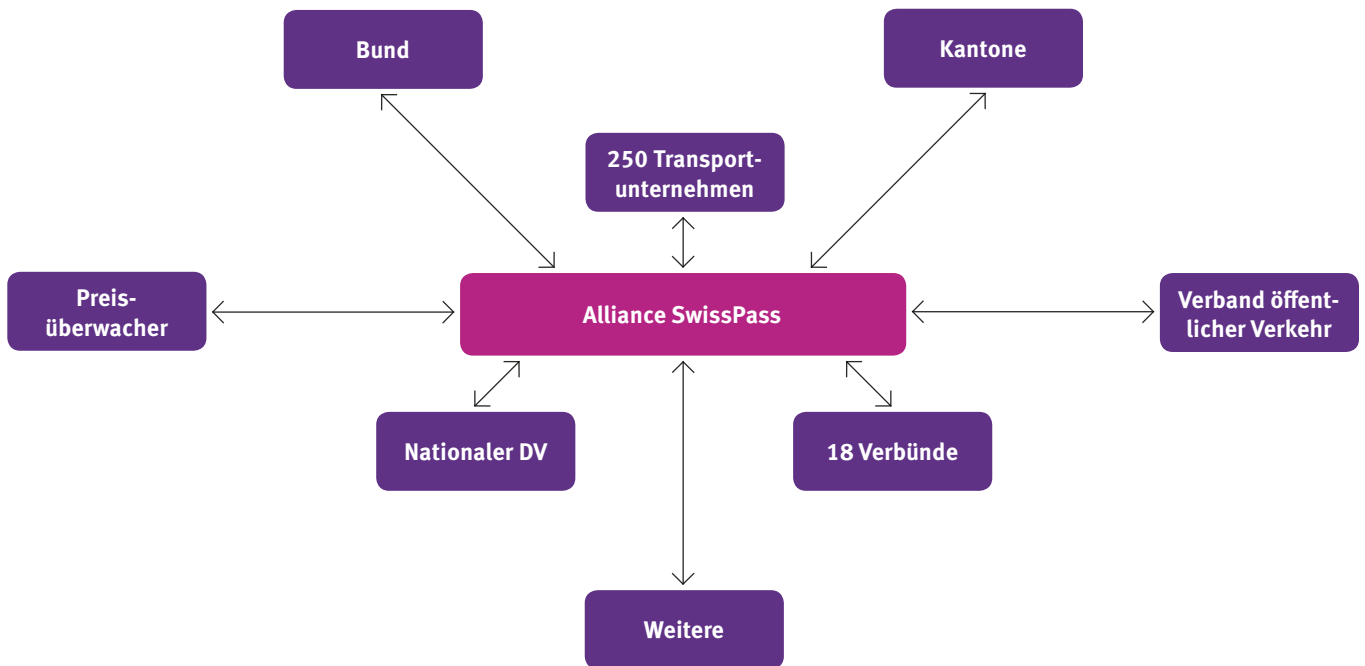 Bund
Kantone
250 Transport-
unternehmen
Preis-
überwacher
Alliance SwissPass
Verband öffent-
licher Verkehr
Nationaler DV
18 Verbünde
Weitere